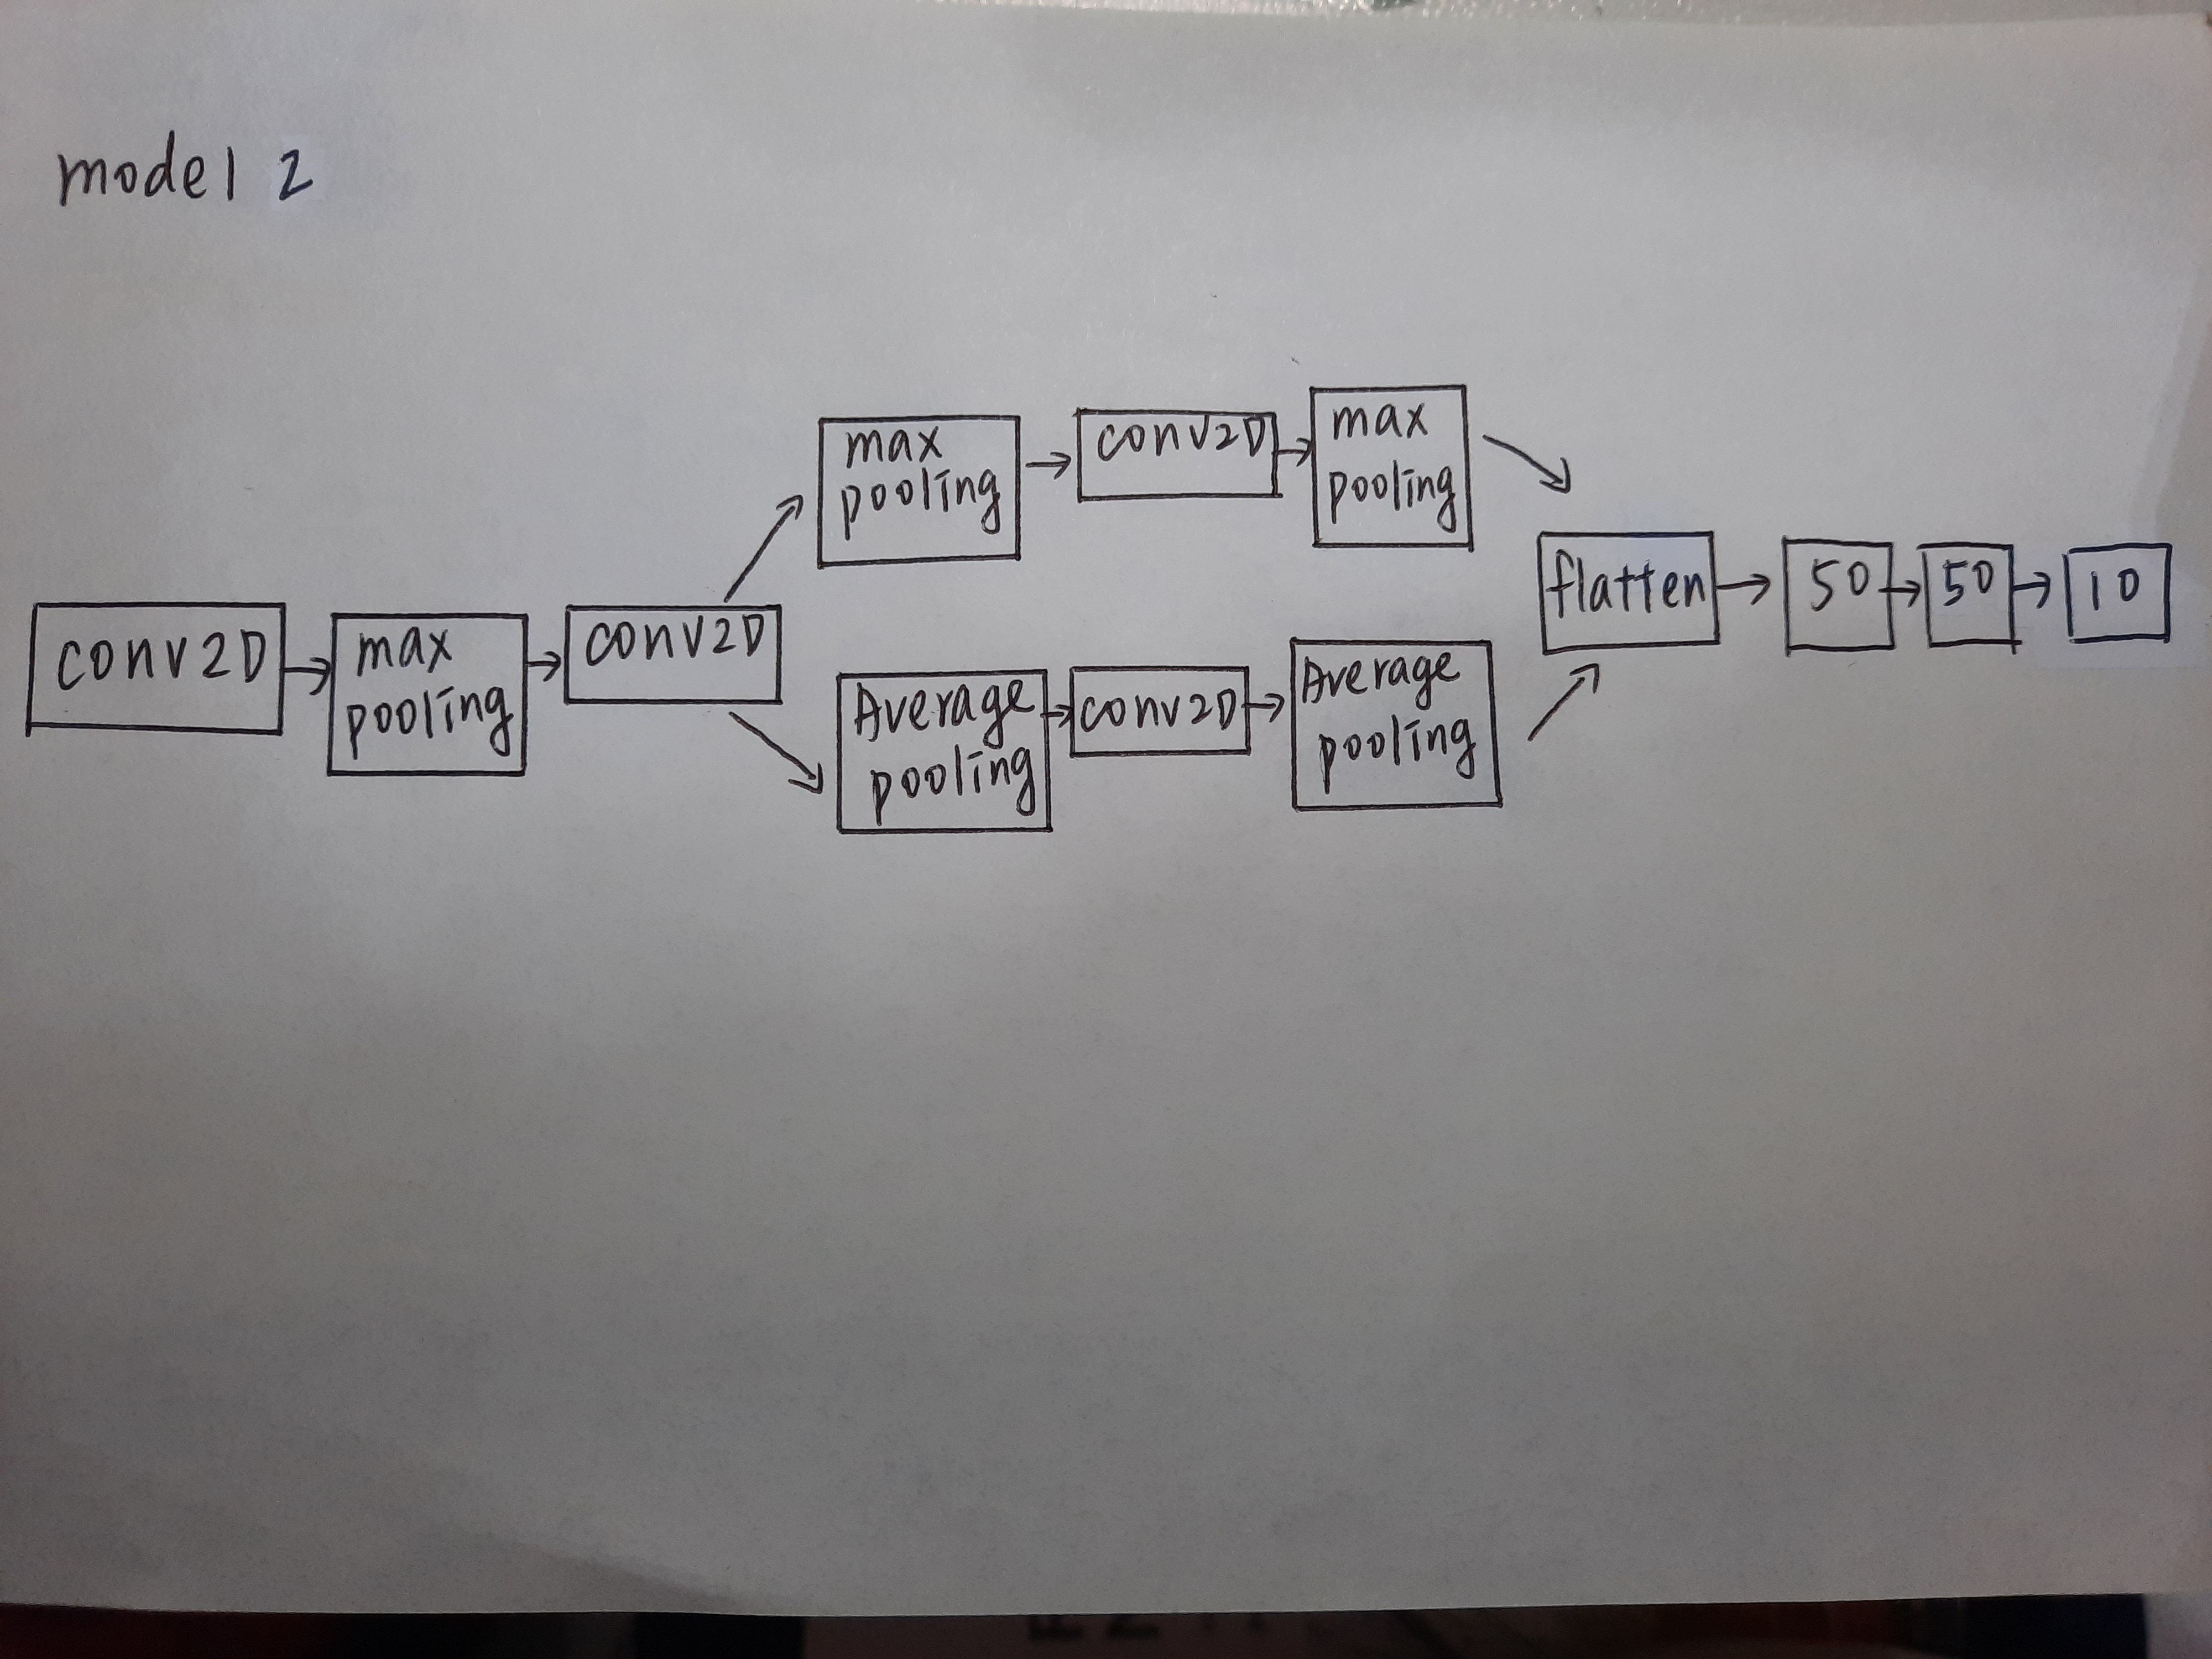 model 2
conv2D
max
pooling
conv2D
max
pooling
conv2D
max
pooling
Average
pooling
conv2D
Average
pooling
flatten
50
50
10